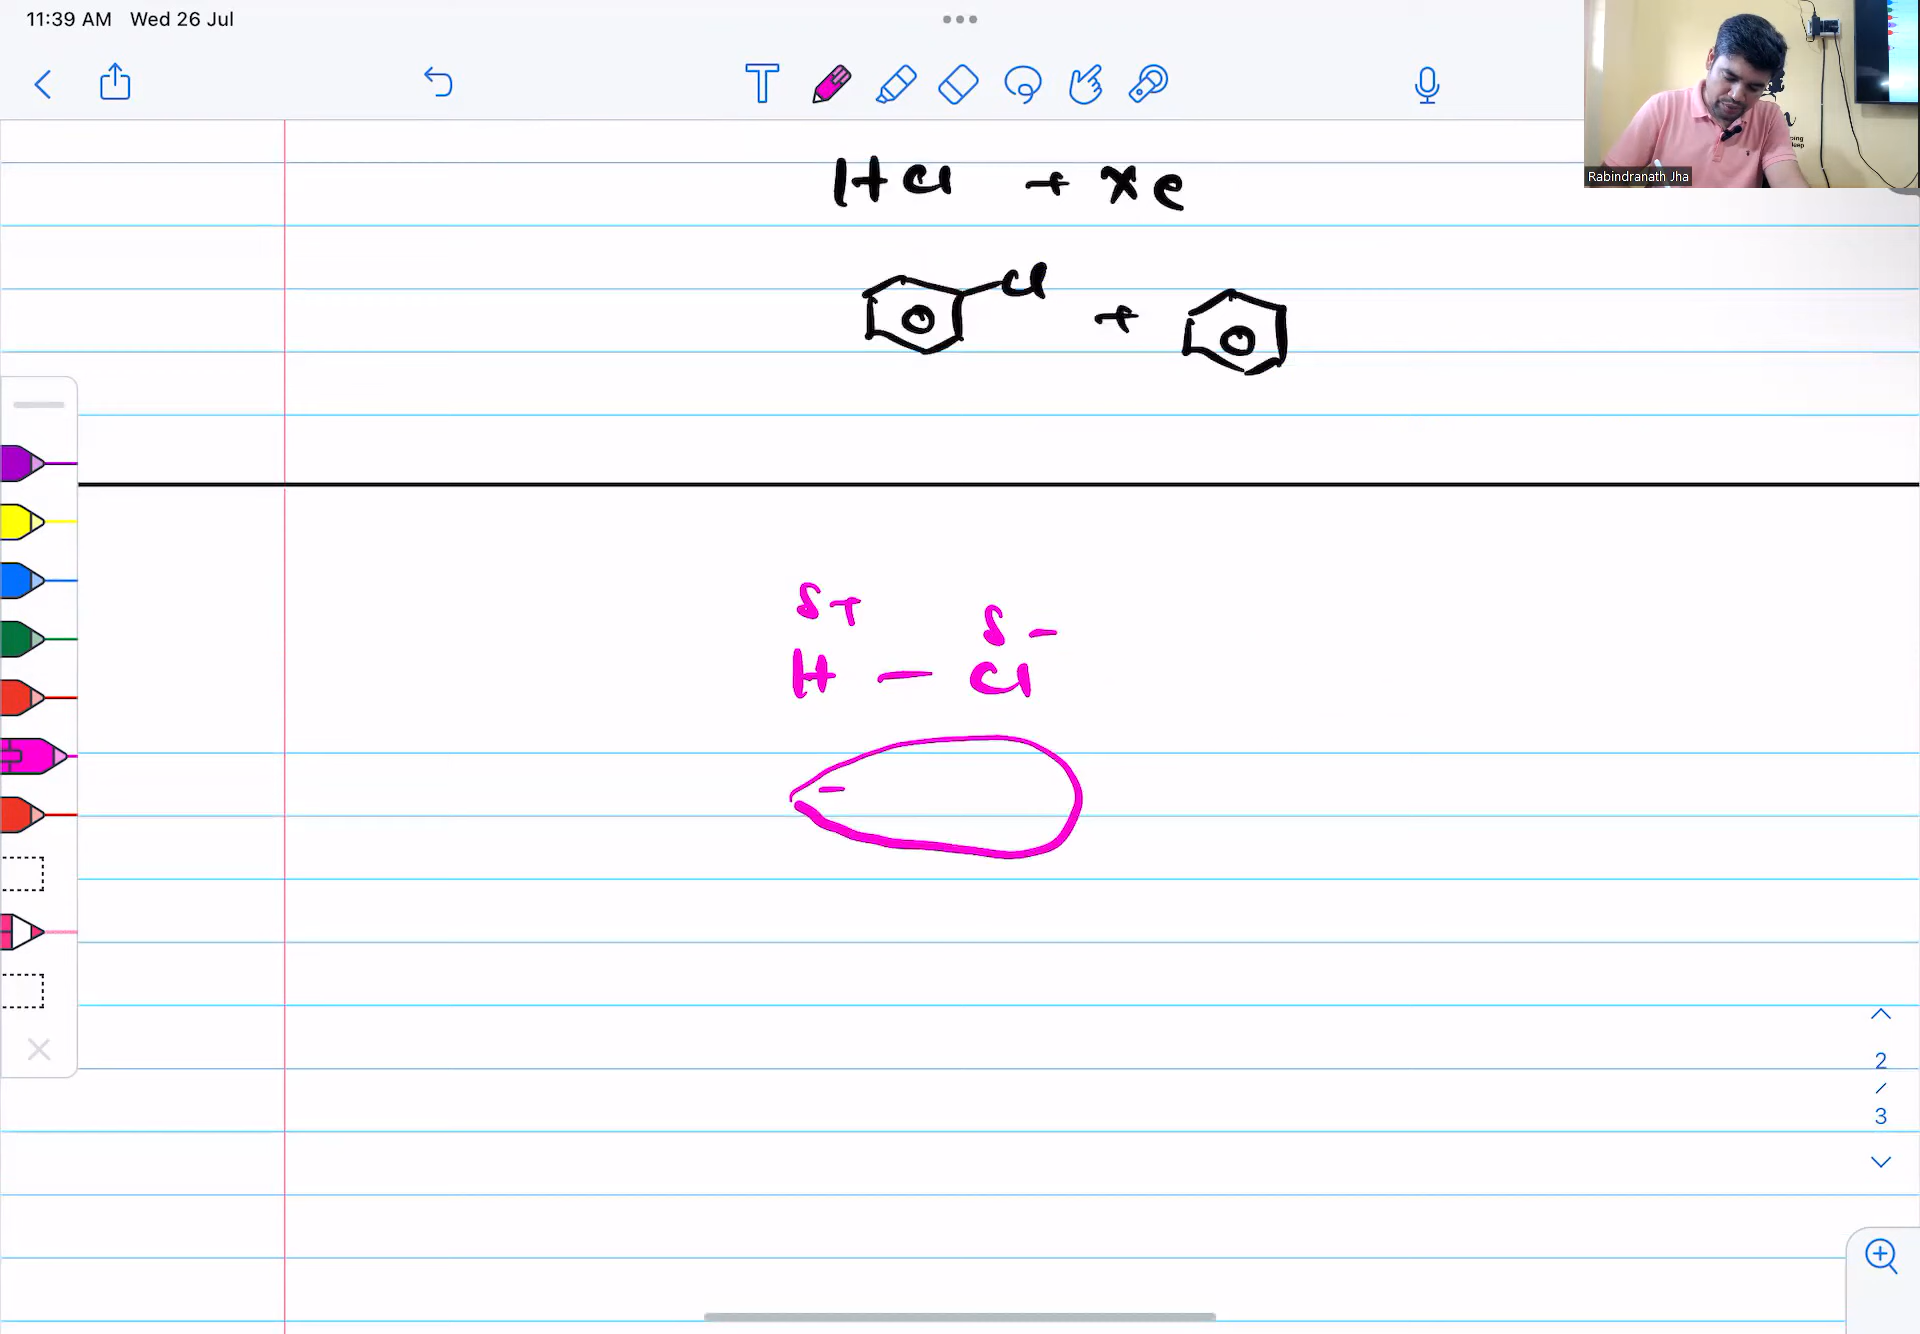 11:39 AM Wed 26 Jul
T
Rabindranath Jha
HCl + Xe
Cl
+
δ+ δ-
H - Cl
-
2
/
3